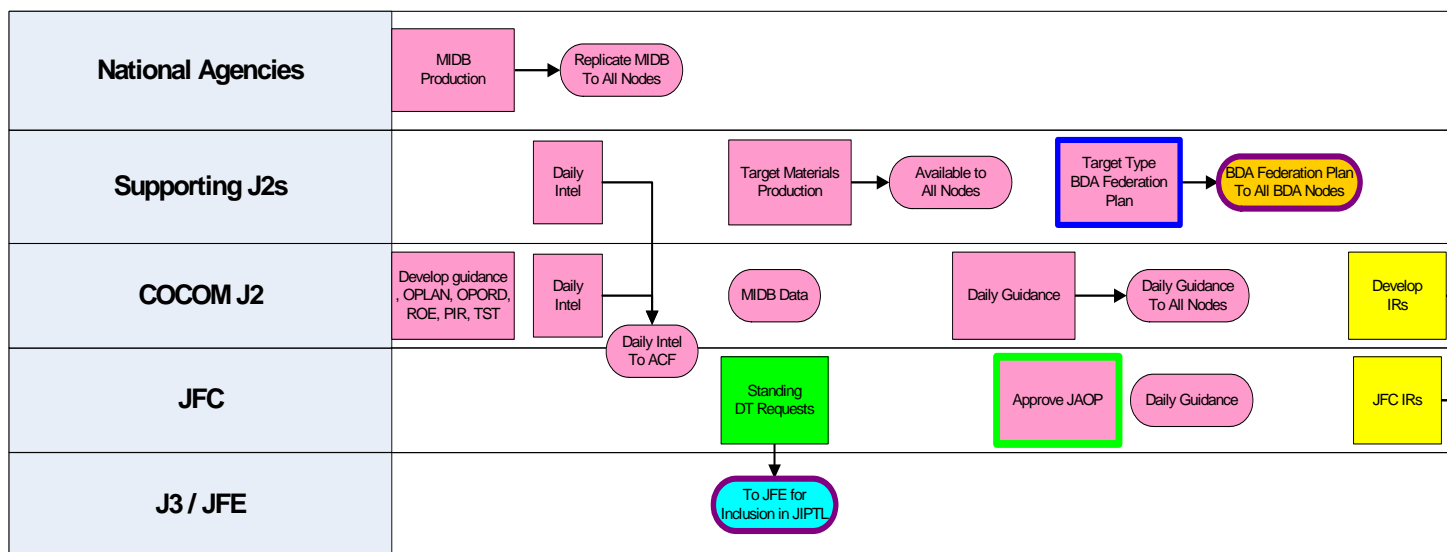 National Agencies
MIDB
Production
Replicate MIDB
To All Nodes
Supporting J2s
Daily
Intel
Target Materials
Production
Available to
All Nodes
Target Type
BDA Federation
Plan
BDA Federation Plan
To All BDA Nodes
COCOM J2
Develop guidance
, OPLAN, OPORD,
ROE, PIR, TST
Daily
Intel
MIDB Data
Daily Guidance
Daily Guidance
To All Nodes
Develop
IRs
Daily Intel
To ACF
JFC
Standing
DT Requests
Approve JAOP
Daily Guidance
JFC IRs
J3 / JFE
To JFE for
Inclusion in JIPTL